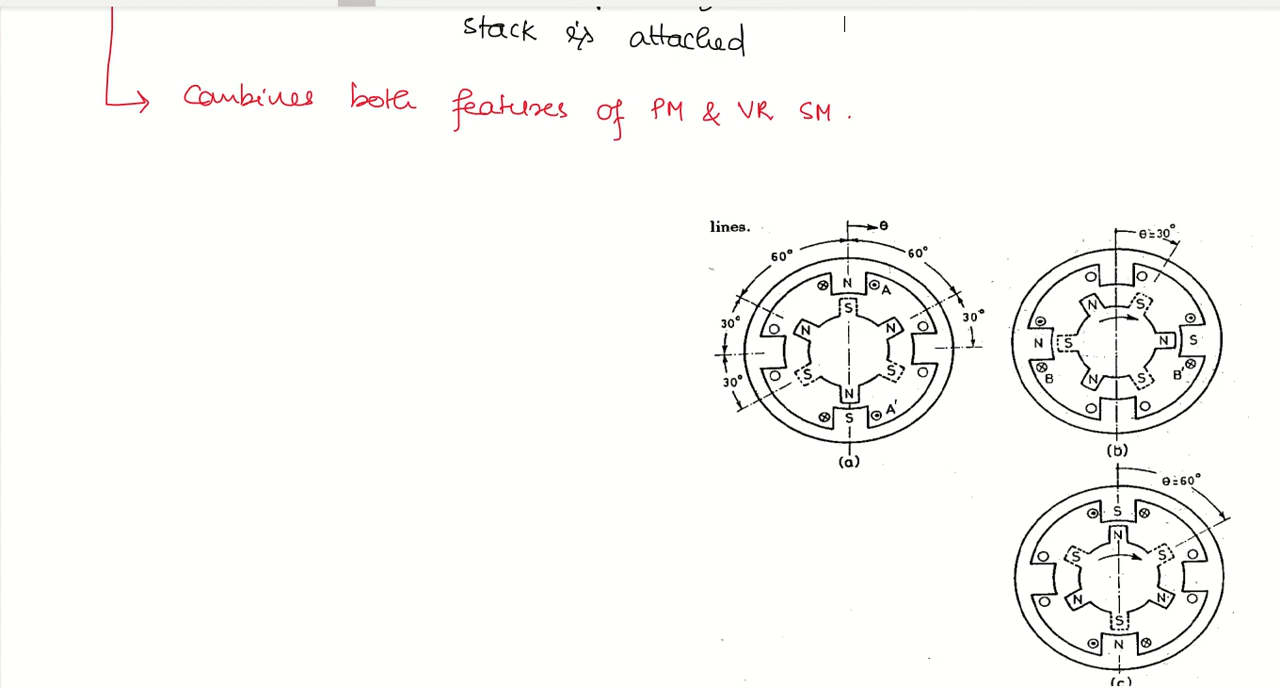 stack is attached
combines both features of PM & VR SM.
lines.
θ
60° 60°
N
A
S
30° N N 30°
30° S S
N
S A'
(a)
θ=30°
N S
N S N S
B N S B'
(b)
θ=60°
S
N
S S
N N
S
N
(c)